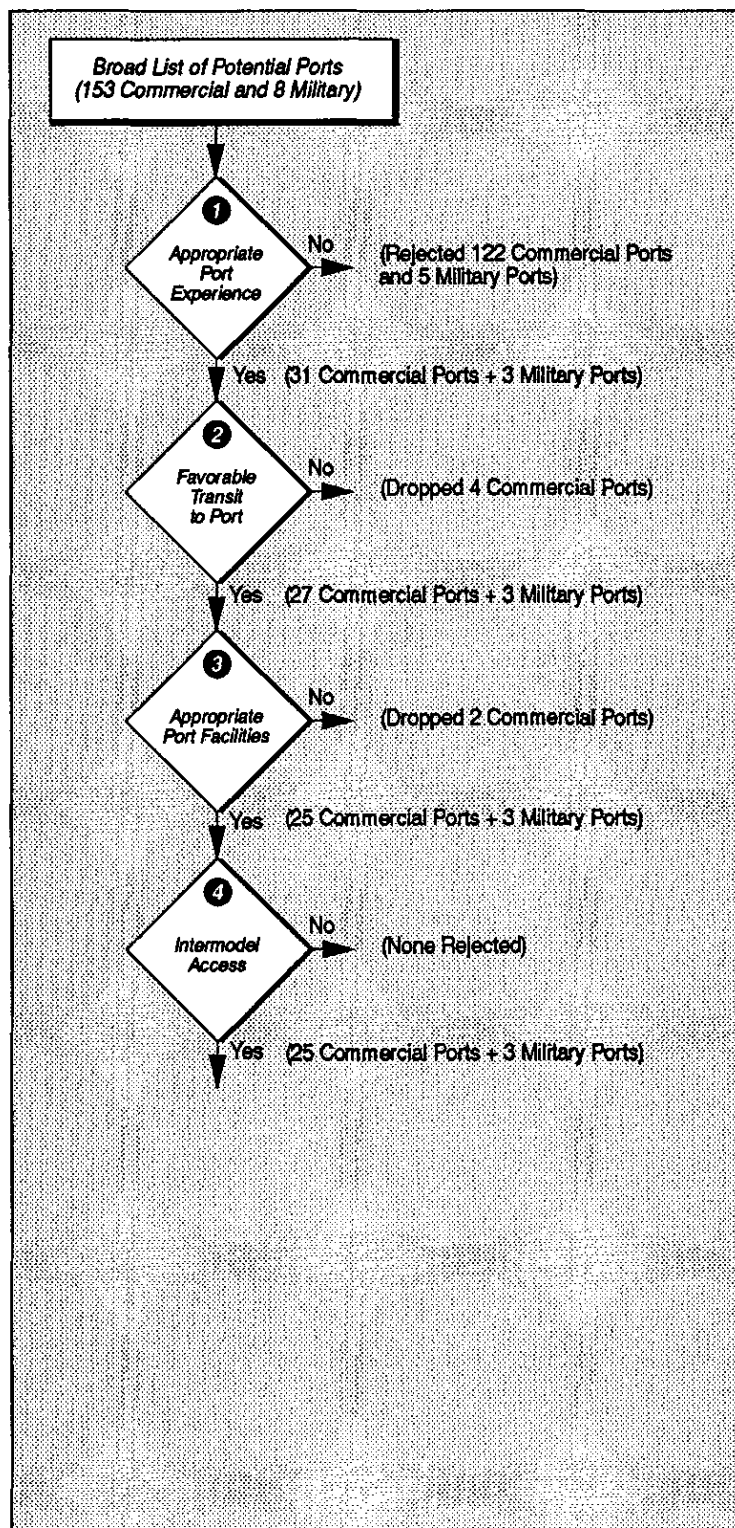 Broad List of Potential Ports
(153 Commercial and 8 Military)
1
Appropriate
Port
Experience
No
(Rejected 122 Commercial Ports
and 5 Military Ports)
Yes
(31 Commercial Ports + 3 Military Ports)
2
Favorable
Transit
to Port
No
(Dropped 4 Commercial Ports)
Yes
(27 Commercial Ports + 3 Military Ports)
3
Appropriate
Port Facilities
No
(Dropped 2 Commercial Ports)
Yes
(25 Commercial Ports + 3 Military Ports)
4
Intermodel
Access
No
(None Rejected)
Yes
(25 Commercial Ports + 3 Military Ports)